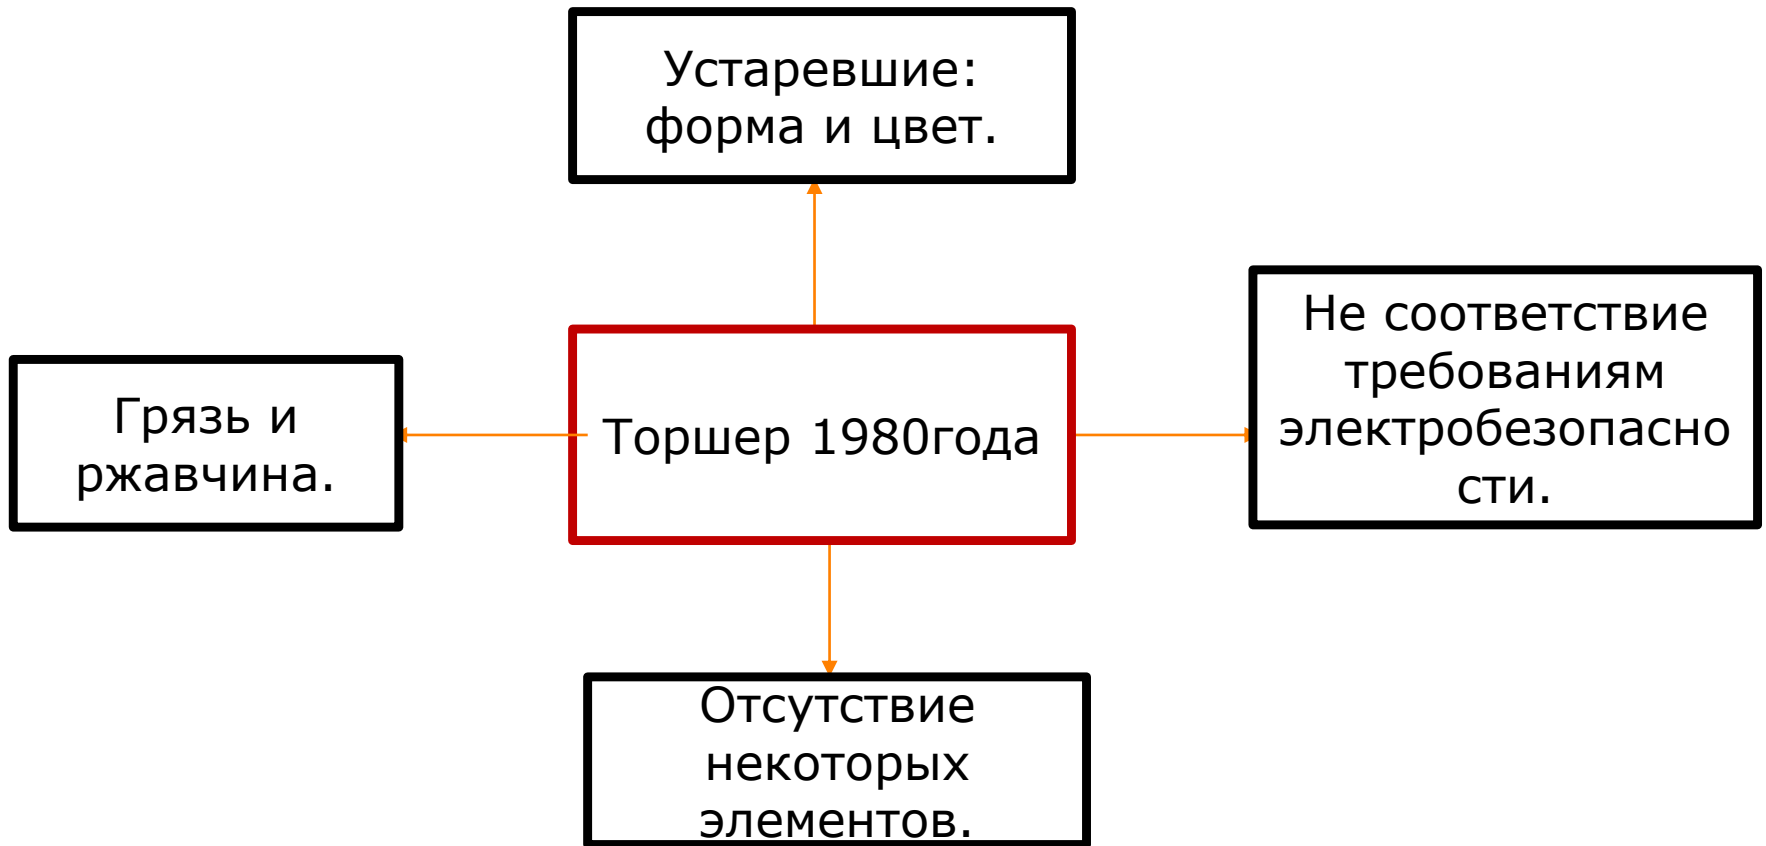 Устаревшие:
форма и цвет.
Не соответствие
требованиям
электробезопасно
сти.
Грязь и
ржавчина.
Торшер 1980года
Отсутствие
некоторых
элементов.